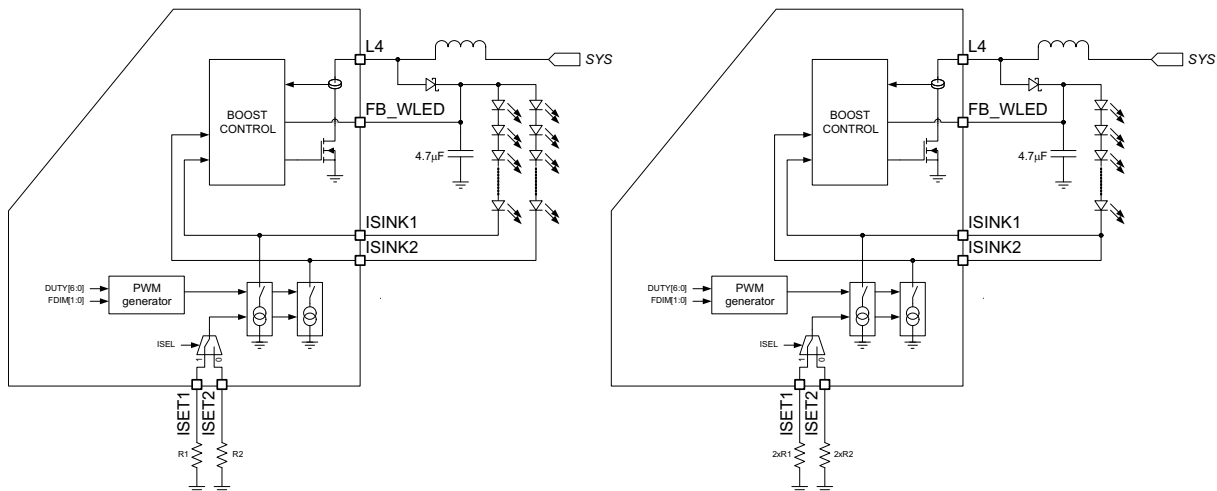 L4
SYS
BOOST
CONTROL
FB_WLED
4.7μF
ISINK1
ISINK2
DUTY[6:0]
FDIM[1:0]
PWM
generator
ISEL
1
0
ISET1
ISET2
R1
R2
L4
SYS
BOOST
CONTROL
FB_WLED
4.7μF
ISINK1
ISINK2
DUTY[6:0]
FDIM[1:0]
PWM
generator
ISEL
1
0
ISET1
ISET2
2xR1
2xR2